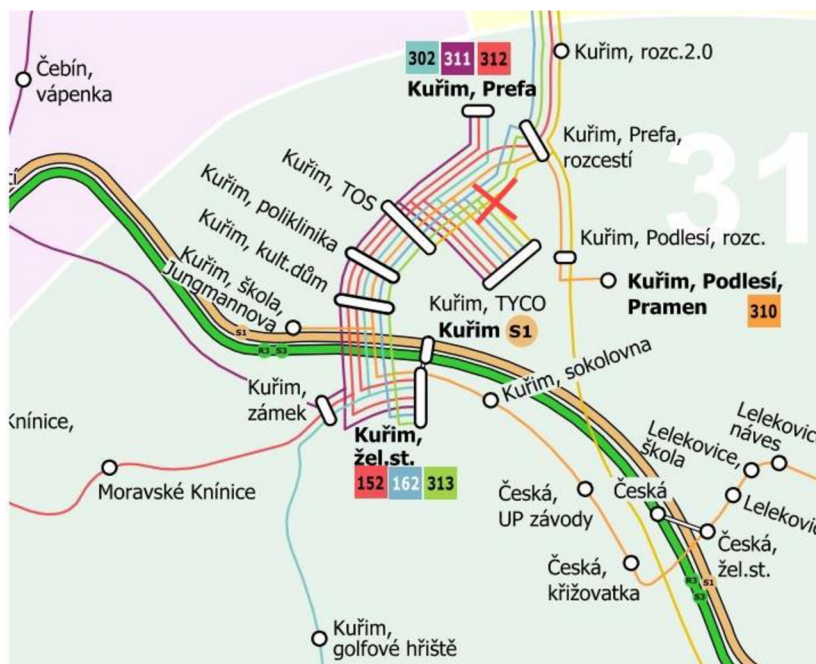 Čebín,
vápenka
302 311 312
Kuřim, Prefa
Kuřim, rozc.2.0
Kuřim, Prefa,
rozcestí
31
Kuřim, TOS
Kuřim, poliklinika
Kuřim, kult.dům
Kuřim, škola,
Jungmannova
Kuřim, Podlesí, rozc.
Kuřim, Podlesí,
Pramen
310
Kuřim, TYCO
Kuřim S1
S1
R3 S3
Kuřim, sokolovna
Kuřim,
zámek
Kuřim,
žel.st.
152 162 313
Knínice,
Moravské Knínice
Lelekovice,
náves
Lelekovice,
škola
Lelekovic
Česká,
UP závody
Česká
Česká,
žel.st.
Česká,
křižovatka
R3 S1
S3
Kuřim,
golfové hřiště